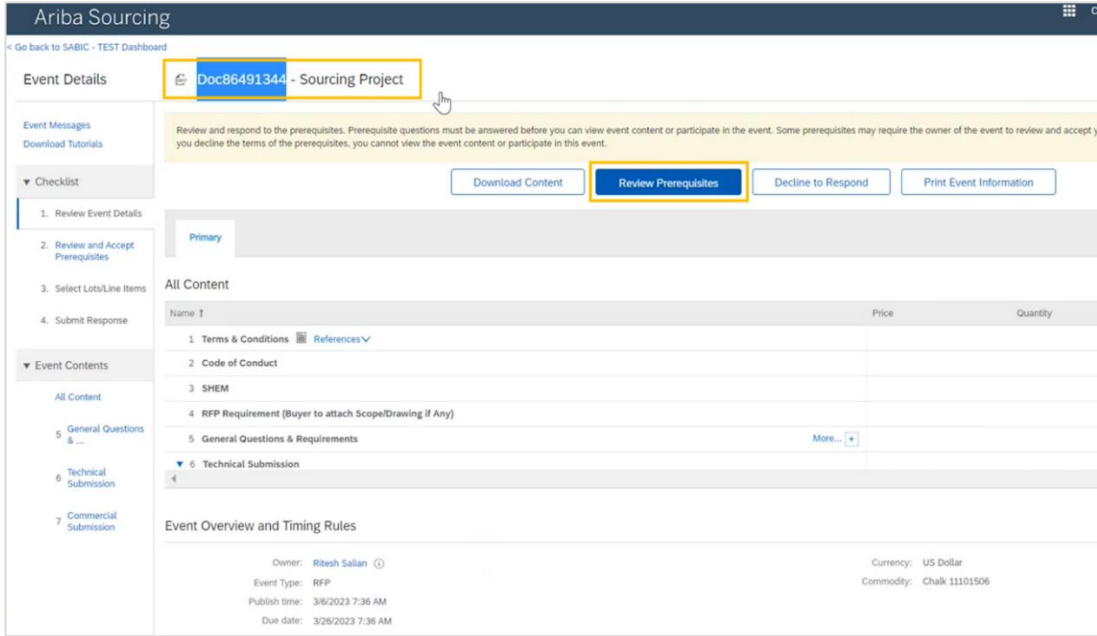 Ariba Sourcing
< Go back to SABIC - TEST Dashboard
Event Details
Doc86491344 - Sourcing Project
Event Messages
Download Tutorials
Review and respond to the prerequisites. Prerequisite questions must be answered before you can view event content or participate in the event. Some prerequisites may require the owner of the event to review and accept
you decline the terms of the prerequisites, you cannot view the event content or participate in this event.
▼ Checklist
Download Content
Review Prerequisites
Decline to Respond
Print Event Information
1. Review Event Details
2. Review and Accept
Prerequisites
3. Select Lots/Line Items
4. Submit Response
Primary
All Content
Name ↑
Price
Quantity
1 Terms & Conditions References
2 Code of Conduct
3 SHEM
4 RFP Requirement (Buyer to attach Scope/Drawing if Any)
5 General Questions & Requirements
More... +
▼ 6 Technical Submission
▼ Event Contents
All Content
5 General Questions
& ...
6 Technical
Submission
7 Commercial
Submission
Event Overview and Timing Rules
Owner: Ritesh Salian
Event Type: RFP
Publish time: 3/6/2023 7:36 AM
Due date: 3/26/2023 7:36 AM
Currency: US Dollar
Commodity: Chalk 11101506